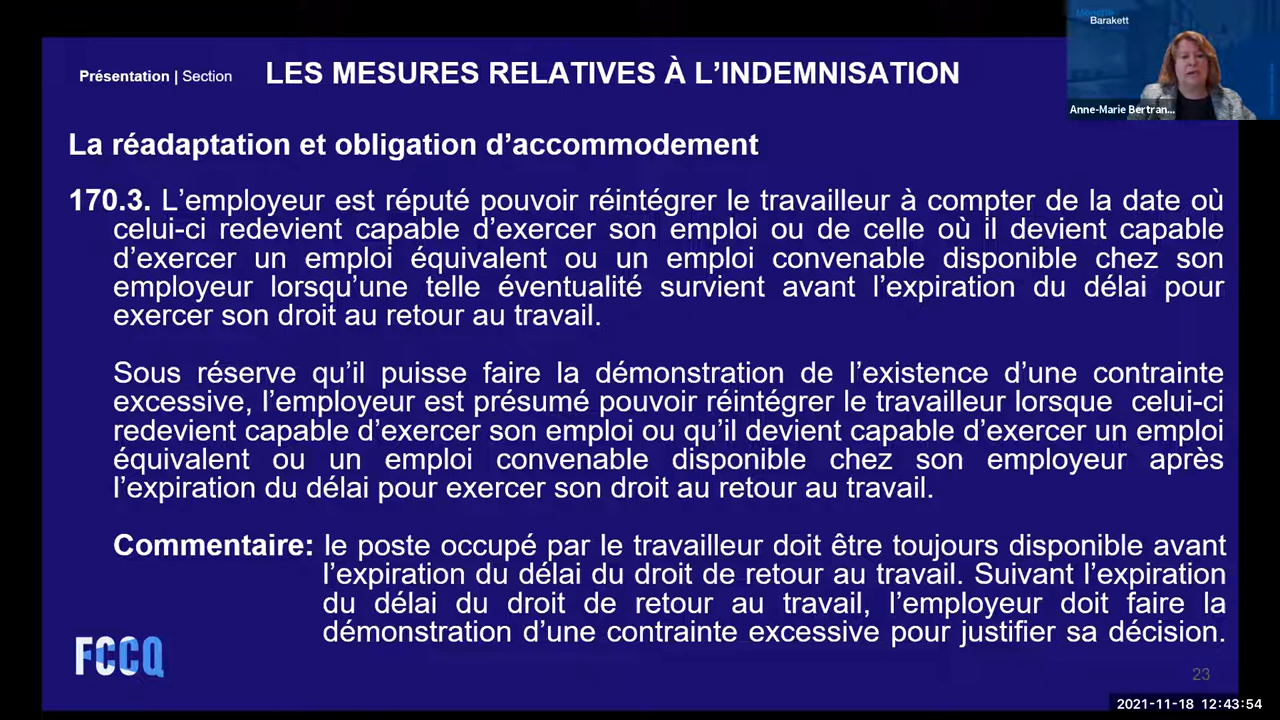 Présentation | Section
LES MESURES RELATIVES À L’INDEMNISATION
Barakett
Anne-Marie Bertran...
La réadaptation et obligation d’accommodement
170.3. L’employeur est réputé pouvoir réintégrer le travailleur à compter de la date où
celui-ci redevient capable d’exercer son emploi ou de celle où il devient capable
d’exercer un emploi équivalent ou un emploi convenable disponible chez son
employeur lorsqu’une telle éventualité survient avant l’expiration du délai pour
exercer son droit au retour au travail.
Sous réserve qu’il puisse faire la démonstration de l’existence d’une contrainte
excessive, l’employeur est présumé pouvoir réintégrer le travailleur lorsque celui-ci
redevient capable d’exercer son emploi ou qu’il devient capable d’exercer un emploi
équivalent ou un emploi convenable disponible chez son employeur après
l’expiration du délai pour exercer son droit au retour au travail.
Commentaire: le poste occupé par le travailleur doit être toujours disponible avant
l’expiration du délai du droit de retour au travail. Suivant l’expiration
du délai du droit de retour au travail, l’employeur doit faire la
démonstration d’une contrainte excessive pour justifier sa décision.
FCCQ
23
2021-11-18 12:43:54